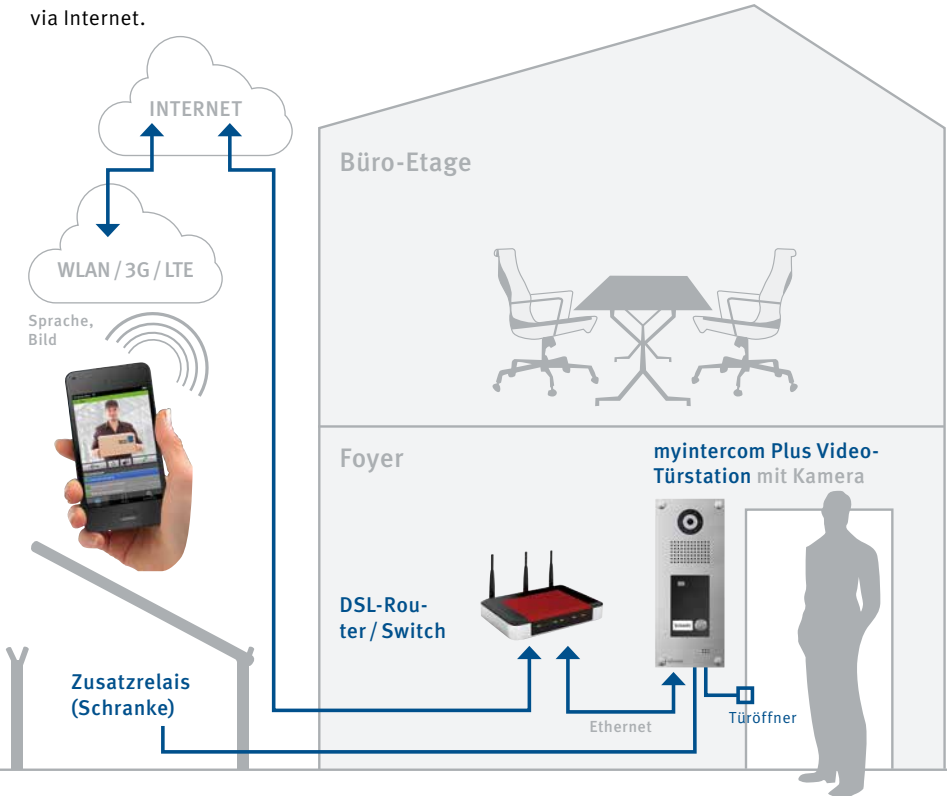 via Internet.
INTERNET
Büro-Etage
WLAN / 3G / LTE
Sprache,
Bild
Foyer
myintercom Plus Video-
Türstation mit Kamera
DSL-Rou-
ter / Switch
Zusatzrelais
(Schranke)
Ethernet
Türöffner